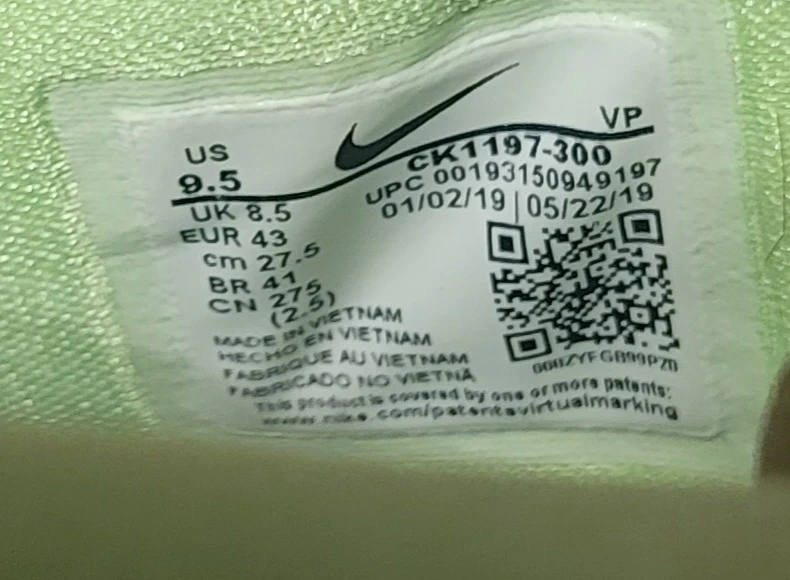 VP
US
9.5
UK 8.5
EUR 43
cm 27.5
BR 41
CN 275
(2.5)
CK1197-300
UPC 00193150949197
01/02/19 | 05/22/19
MADE IN VIETNAM
HECHO EN VIETNAM
FABRIQUE AU VIETNAM
FABRICADO NO VIETNA
This product is covered by one or more patents:
www.nike.com/patentsvirtualmarking